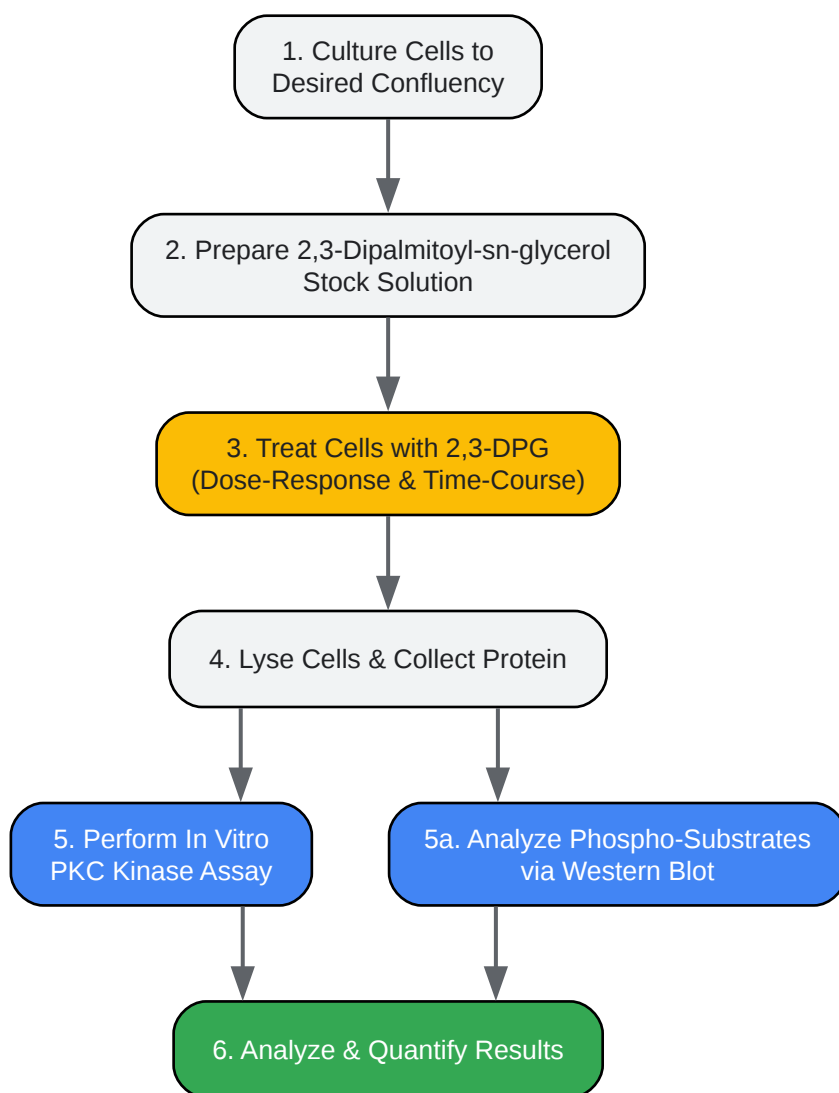 1. Culture Cells to
Desired Confluency
2. Prepare 2,3-Dipalmitoyl-sn-glycerol
Stock Solution
3. Treat Cells with 2,3-DPG
(Dose-Response & Time-Course)
4. Lyse Cells & Collect Protein
5. Perform In Vitro
PKC Kinase Assay
5a. Analyze Phospho-Substrates
via Western Blot
6. Analyze & Quantify Results